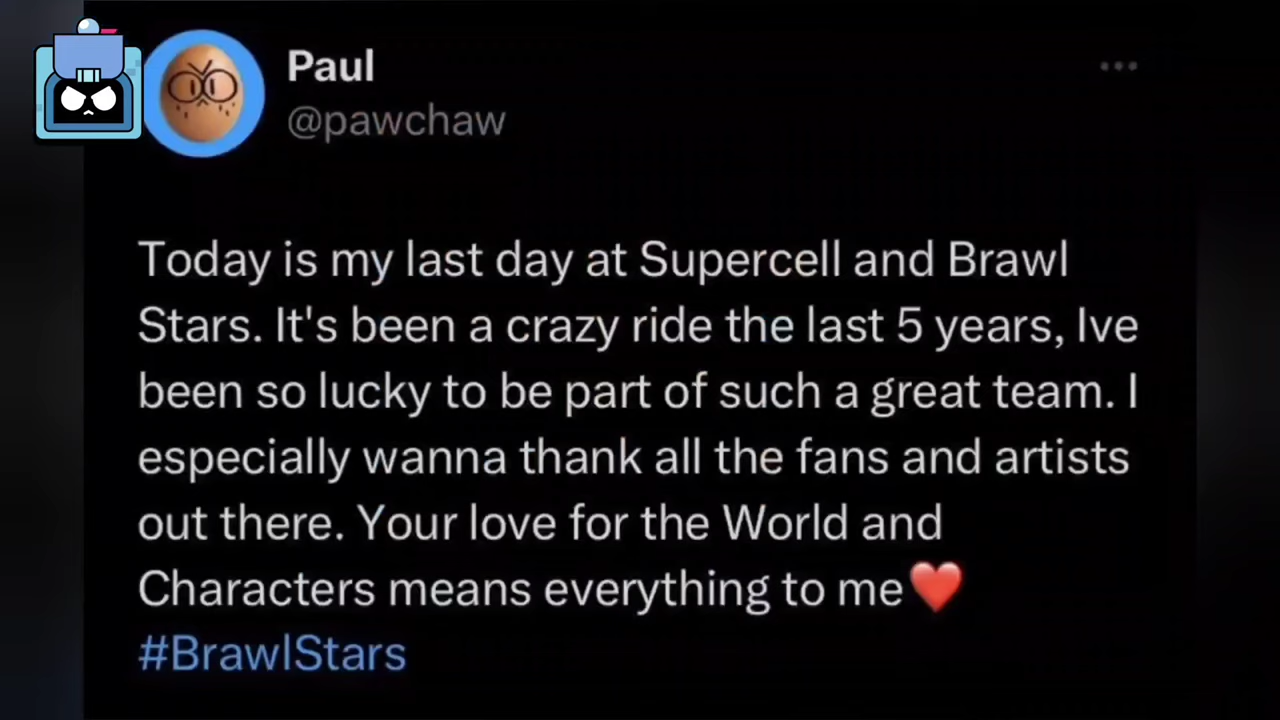 Paul
@pawchaw
Today is my last day at Supercell and Brawl
Stars. It's been a crazy ride the last 5 years, Ive
been so lucky to be part of such a great team. I
especially wanna thank all the fans and artists
out there. Your love for the World and
Characters means everything to me❤️
#BrawlStars